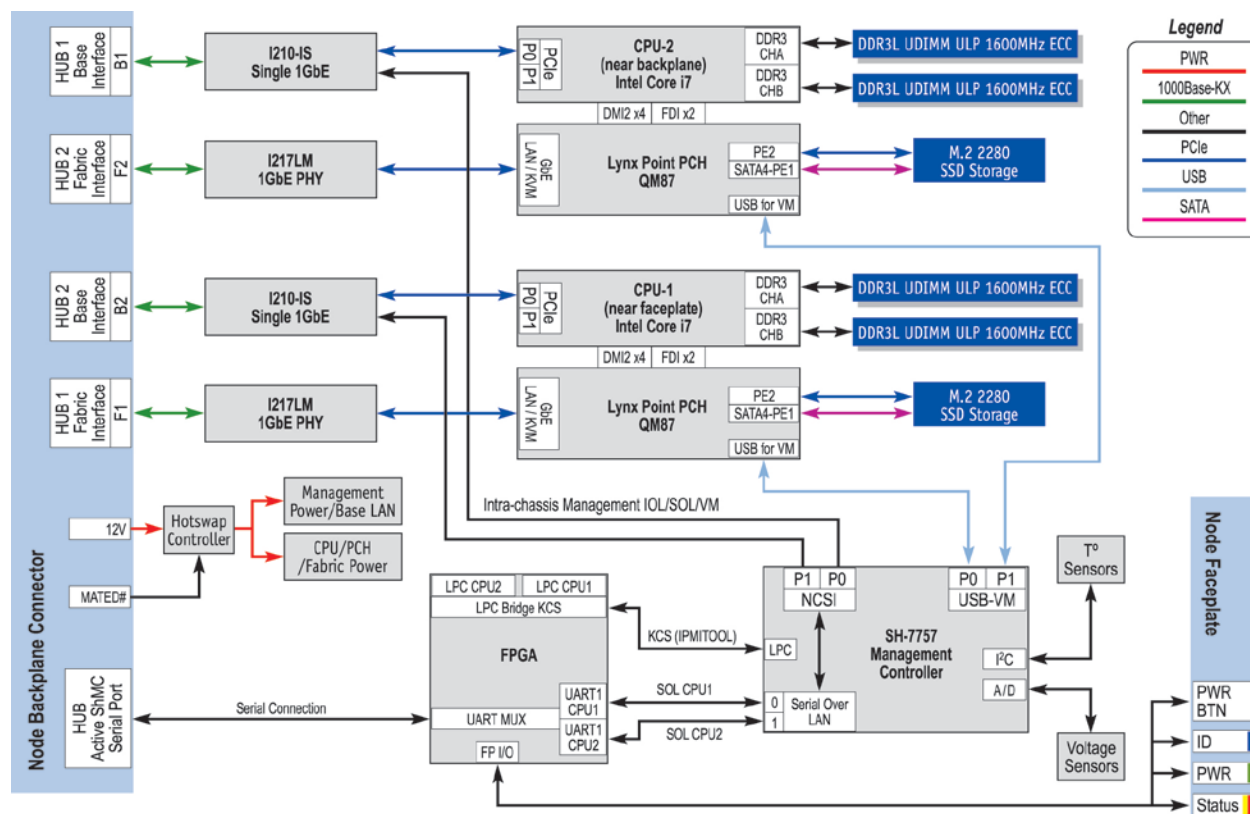 Node Backplane Connector
HUB 1
Base
Interface
B1
I210-IS
Single 1GbE
PCIe
P0 P1
CPU-2
(near backplane)
Intel Core i7
DDR3
CHA
DDR3
CHB
DDR3L UDIMM ULP 1600MHz ECC
DDR3L UDIMM ULP 1600MHz ECC
DMI2 x4
FDI x2
HUB 2
Fabric
Interface
F2
I217LM
1GbE PHY
GbE
LAN / KVM
Lynx Point PCH
QM87
PE2
SATA4-PE1
USB for VM
M.2 2280
SSD Storage
Legend
PWR
1000Base-KX
Other
PCIe
USB
SATA
HUB 2
Base
Interface
B2
I210-IS
Single 1GbE
PCIe
P0 P1
CPU-1
(near faceplate)
Intel Core i7
DDR3
CHA
DDR3
CHB
DDR3L UDIMM ULP 1600MHz ECC
DDR3L UDIMM ULP 1600MHz ECC
DMI2 x4
FDI x2
HUB 1
Fabric
Interface
F1
I217LM
1GbE PHY
GbE
LAN / KVM
Lynx Point PCH
QM87
PE2
SATA4-PE1
USB for VM
M.2 2280
SSD Storage
12V
Hotswap
Controller
Management
Power/Base LAN
CPU/PCH
/Fabric Power
MATED#
Intra-chassis Management IOL/SOL/VM
LPC CPU2
LPC CPU1
LPC Bridge KCS
FPGA
UART1
CPU1
UART1
CPU2
UART MUX
FP I/O
KCS (IPMITOOL)
SOL CPU1
SOL CPU2
P1 P0
NCSI
P0 P1
USB-VM
SH-7757
Management
Controller
LPC
I²C
A/D
0
1
Serial Over
LAN
Tº
Sensors
Voltage
Sensors
HUB
Active ShMC
Serial Port
Serial Connection
Node Faceplate
PWR
BTN
ID
PWR
Status